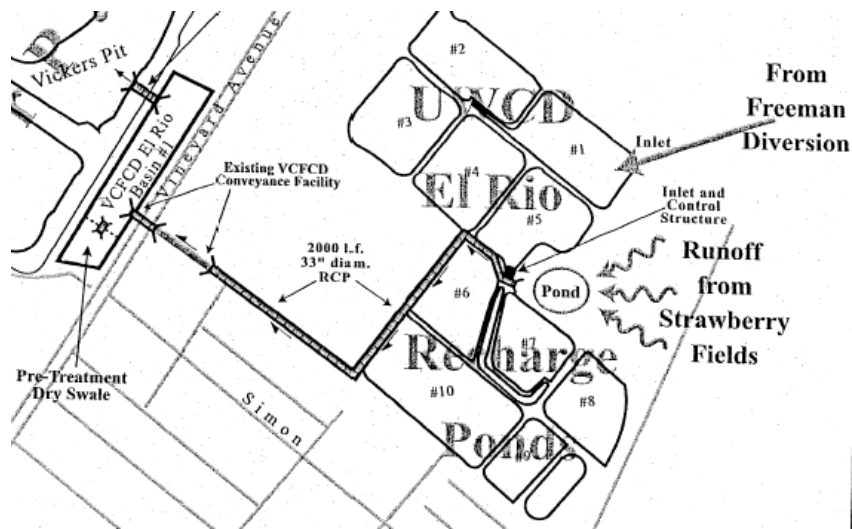 Vickers Pit
VCFCD El Rio
Basin #1
Vineyard Avenue
Existing VCFCD
Conveyance Facility
2000 l.f.
33" diam.
RCP
Pre-Treatment
Dry Swale
Simon
UWCD
El Rio
Recharge
Ponds
#2
#3
#1
#4
#5
#6
#7
#8
#10
#9
Inlet
From
Freeman
Diversion
Inlet and
Control
Structure
Pond
Runoff
from
Strawberry
Fields